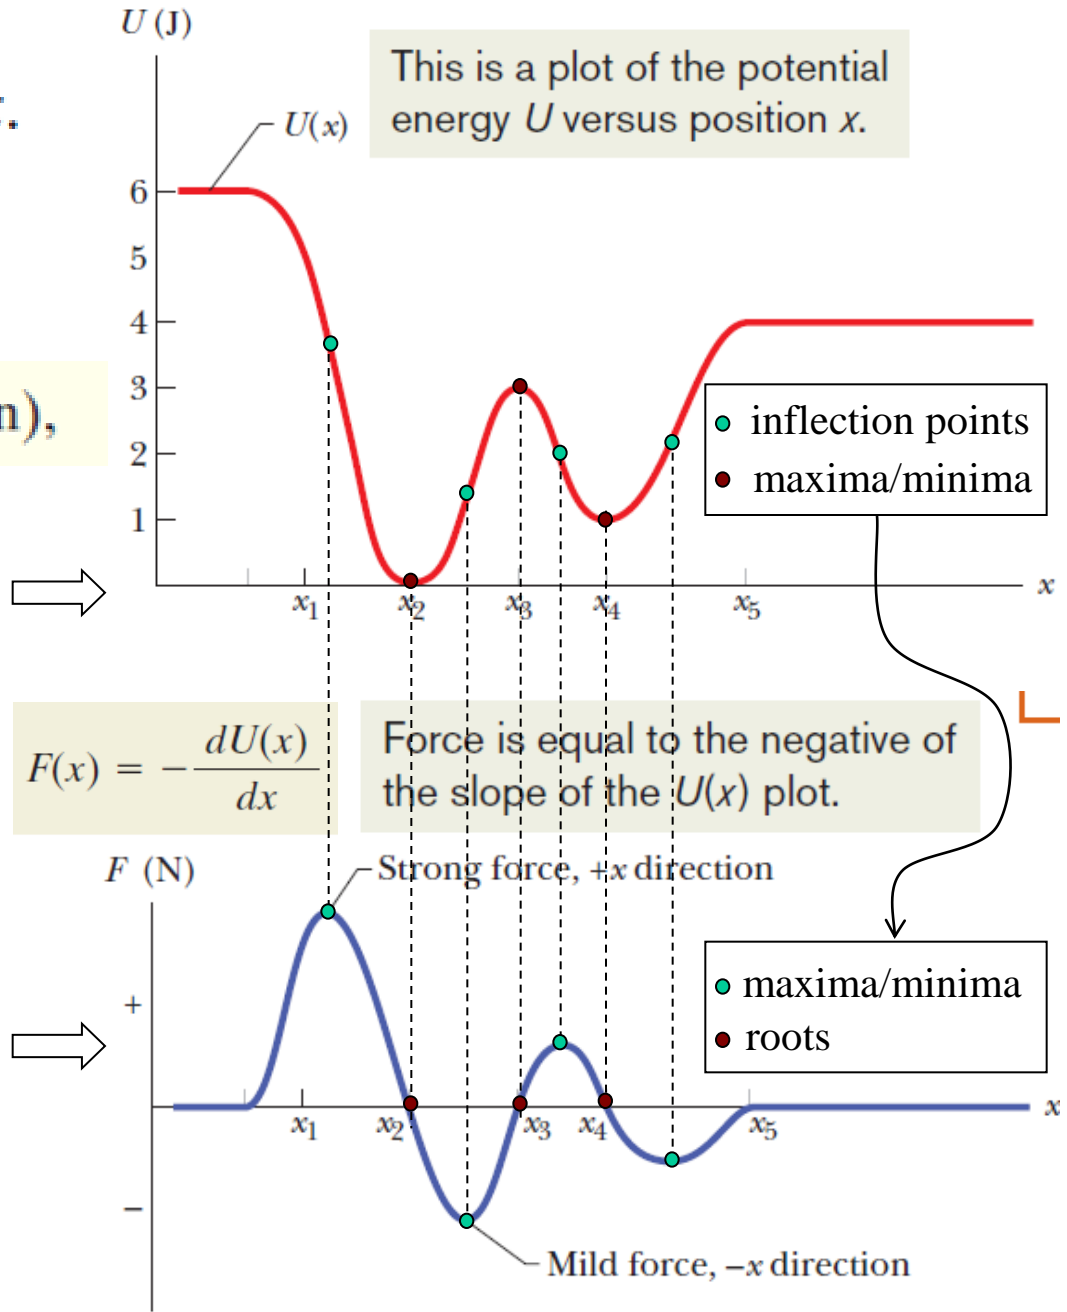 U (J)
This is a plot of the potential
energy U versus position x.
U(x)
6
5
4
3
2
1
inflection points
maxima/minima
n),
x₁ x₂ x₃ x₄ x₅ x
F(x) = − dU(x)/dx
Force is equal to the negative of
the slope of the U(x) plot.
F (N)
Strong force, +x direction
+
maxima/minima
roots
x₁ x₂ x₃ x₄ x₅ x
−
Mild force, −x direction